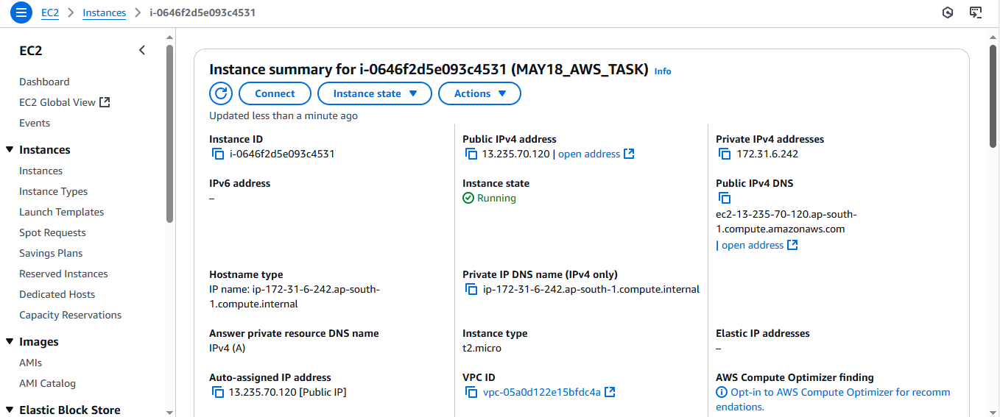 EC2 Instances i-0646f2d5e093c4531
EC2
Dashboard
EC2 Global View
Events
Instances
Instances
Instance Types
Launch Templates
Spot Requests
Savings Plans
Reserved Instances
Dedicated Hosts
Capacity Reservations
Images
AMIs
AMI Catalog
Elastic Block Store
Instance summary for i-0646f2d5e093c4531 (MAY18_AWS_TASK) Info
Connect Instance state Actions
Updated less than a minute ago
Instance ID
i-0646f2d5e093c4531
Public IPv4 address
13.235.70.120 | open address
Private IPv4 addresses
172.31.6.242
IPv6 address
–
Instance state
Running
Public IPv4 DNS
ec2-13-235-70-120.ap-south-
1.compute.amazonaws.com
| open address
Hostname type
IP name: ip-172-31-6-242.ap-south-
1.compute.internal
Private IP DNS name (IPv4 only)
ip-172-31-6-242.ap-south-1.compute.internal
Answer private resource DNS name
IPv4 (A)
Instance type
t2.micro
Elastic IP addresses
–
Auto-assigned IP address
13.235.70.120 [Public IP]
VPC ID
vpc-05a0d122e15bfdc4a
AWS Compute Optimizer finding
Opt-in to AWS Compute Optimizer for recomm
endations.